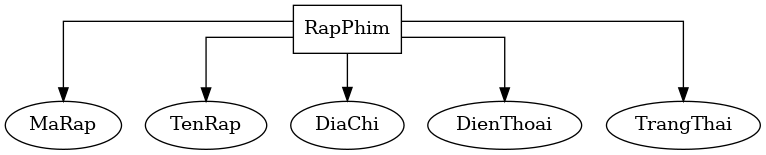 RapPhim
MaRap
TenRap
DiaChi
DienThoai
TrangThai